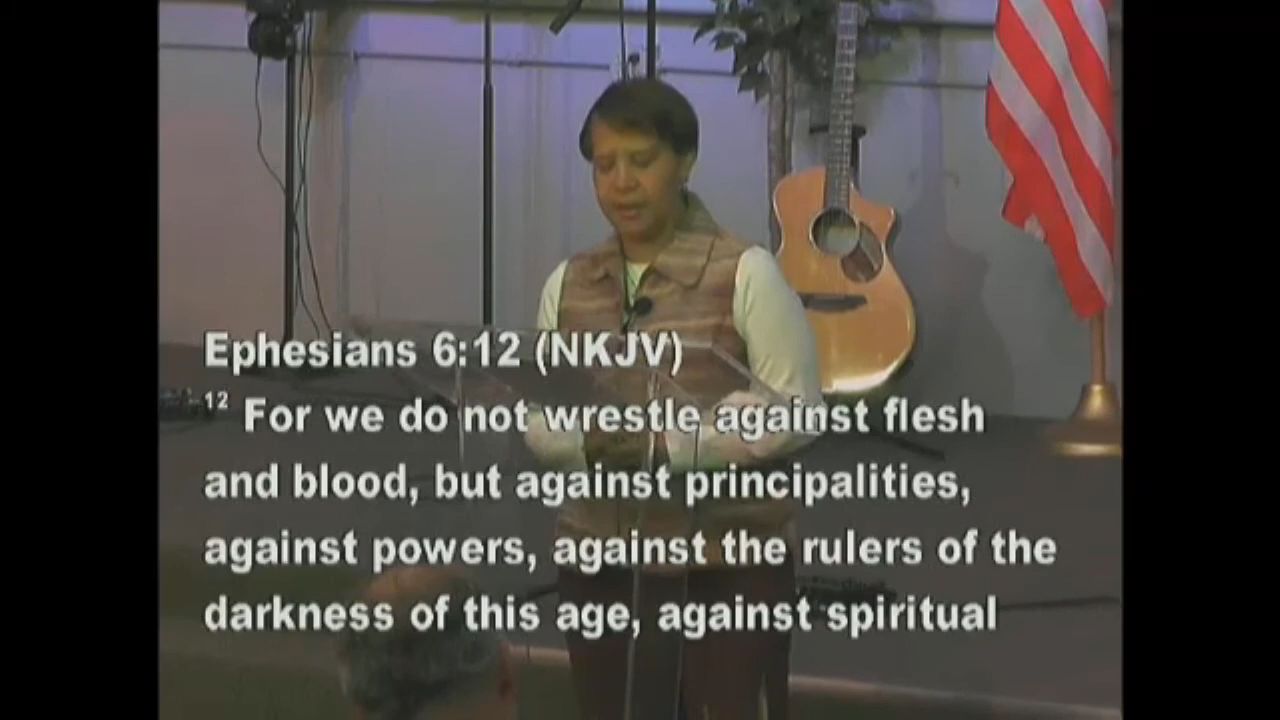 Ephesians 6:12 (NKJV)
12 For we do not wrestle against flesh
and blood, but against principalities,
against powers, against the rulers of the
darkness of this age, against spiritual